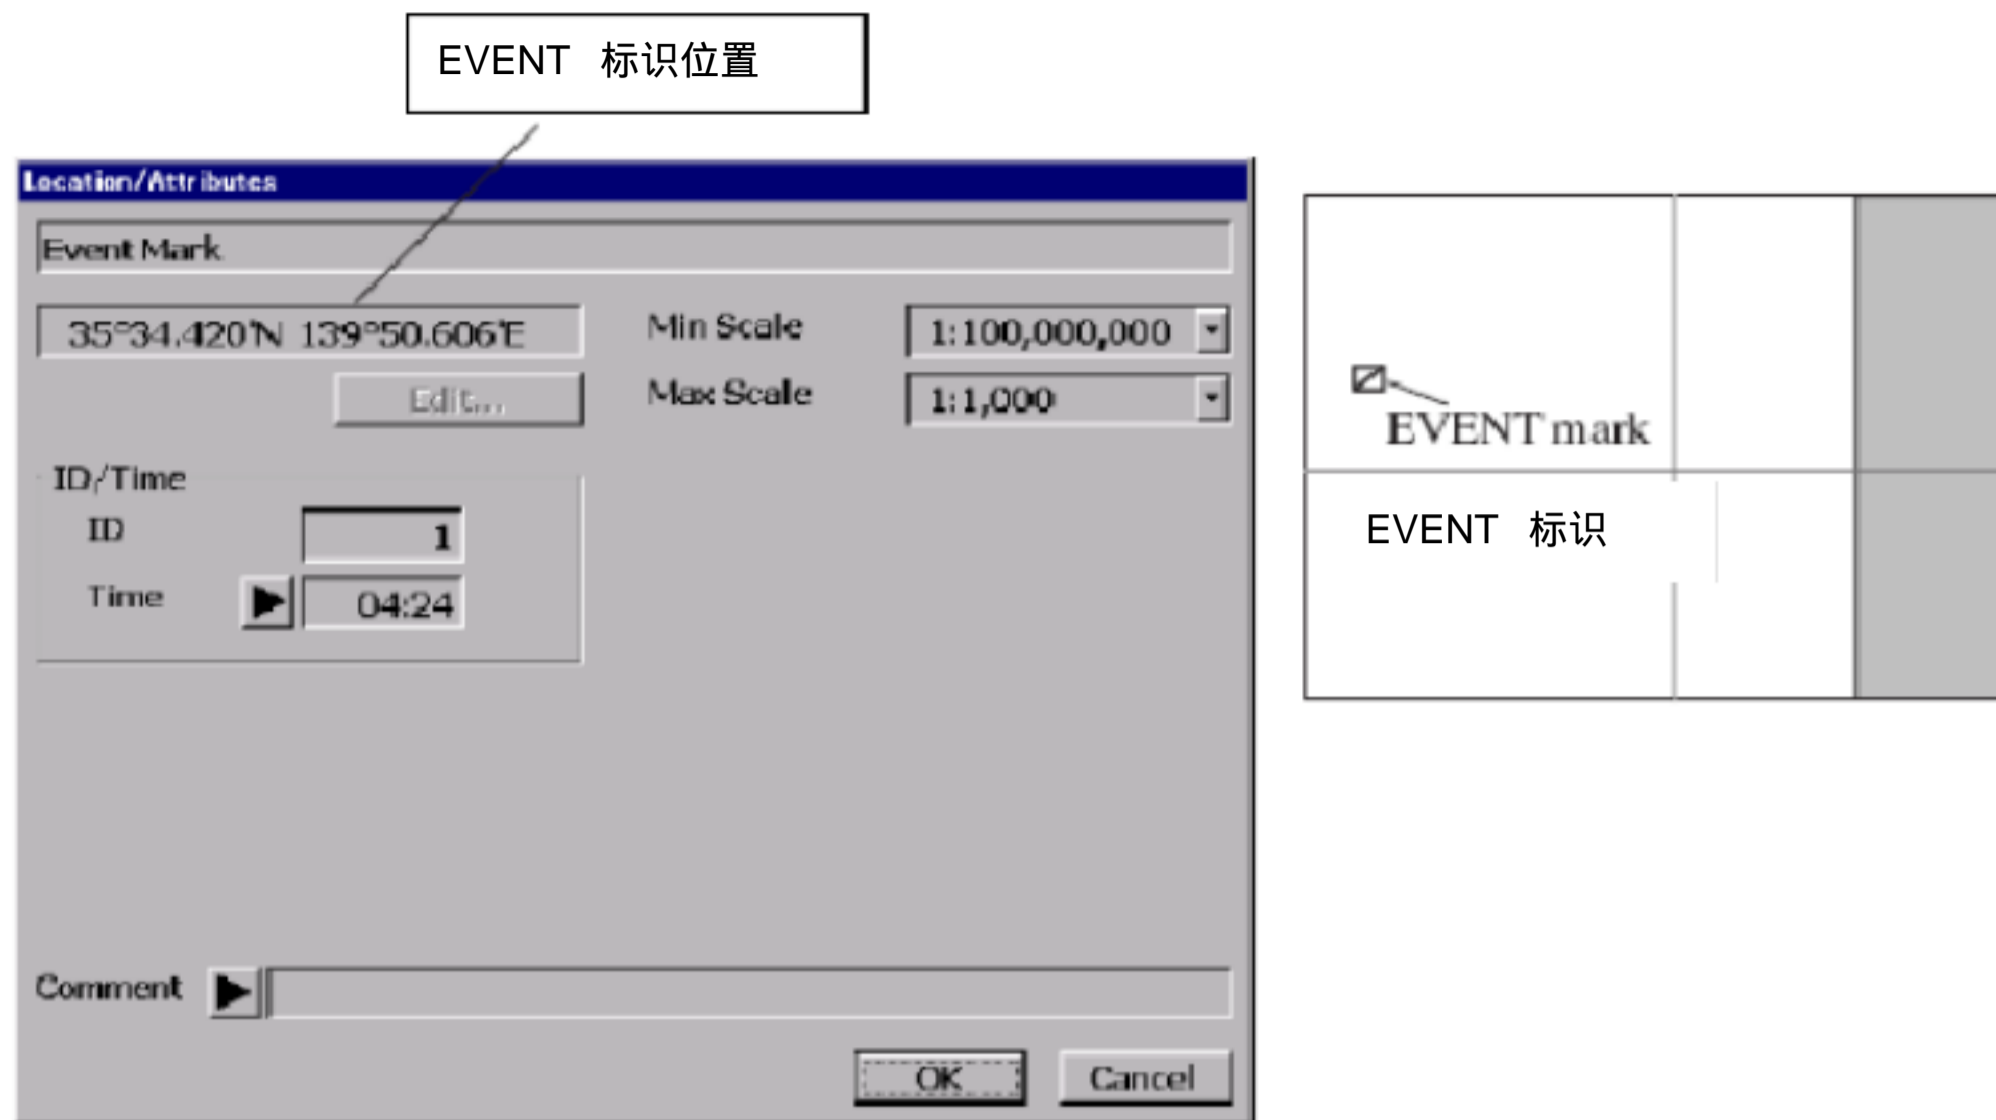 EVENT 标识位置
Location/Attributes
Event Mark
35°34.420'N 139°50.606'E
Min Scale 1:100,000,000
Edit...
Max Scale 1:1,000
ID/Time
ID 1
Time 04:24
Comment
OK Cancel
EVENT mark
EVENT 标识